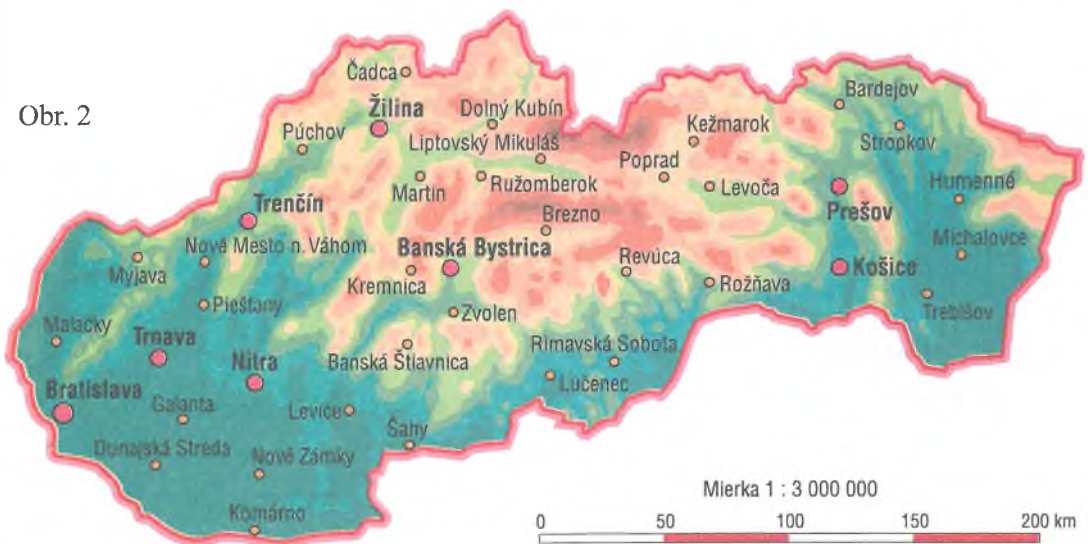 Obr. 2
Čadca
Žilina
Dolný Kubín
Bardejov
Púchov
Liptovský Mikuláš
Kežmarok
Stropkov
Poprad
Martin
Ružomberok
Levoča
Humenné
Trenčín
Brezno
Prešov
Nové Mesto n. Váhom
Banská Bystrica
Michalovce
Myjava
Revúca
Košice
Kremnica
Rožňava
Piešťany
Zvolen
Trebišov
Malacky
Trnava
Banská Štiavnica
Rimavská Sobota
Nitra
Lučenec
Bratislava
Galanta
Levice
Šahy
Dunajská Streda
Nové Zámky
Komárno
Mierka 1 : 3 000 000
0 50 100 150 200 km